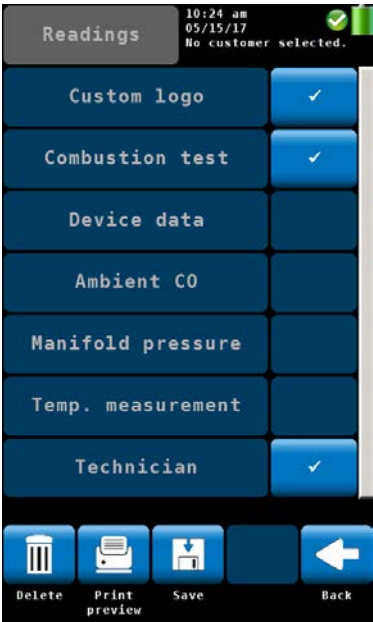 Readings
10:24 am
05/15/17
No customer selected.
Custom logo
Combustion test
Device data
Ambient CO
Manifold pressure
Temp. measurement
Technician
Delete
Print preview
Save
Back